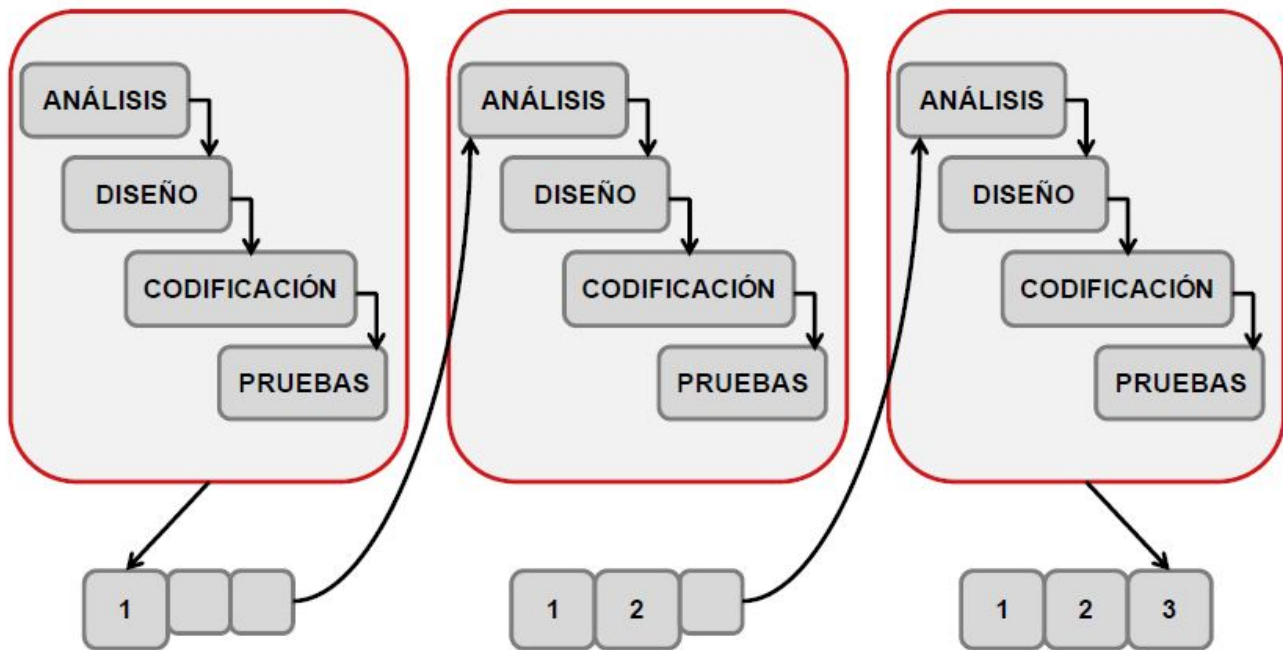 ANÁLISIS
DISEÑO
CODIFICACIÓN
PRUEBAS
ANÁLISIS
DISEÑO
CODIFICACIÓN
PRUEBAS
ANÁLISIS
DISEÑO
CODIFICACIÓN
PRUEBAS
1
1 2
1 2 3